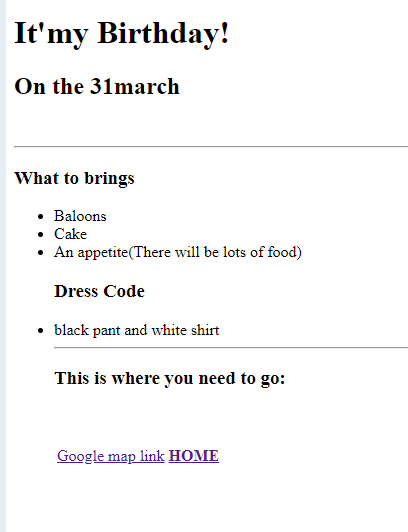 It'my Birthday!
On the 31march
What to brings
Baloons
Cake
An appetite(There will be lots of food)
Dress Code
black pant and white shirt
This is where you need to go:
Google map link HOME